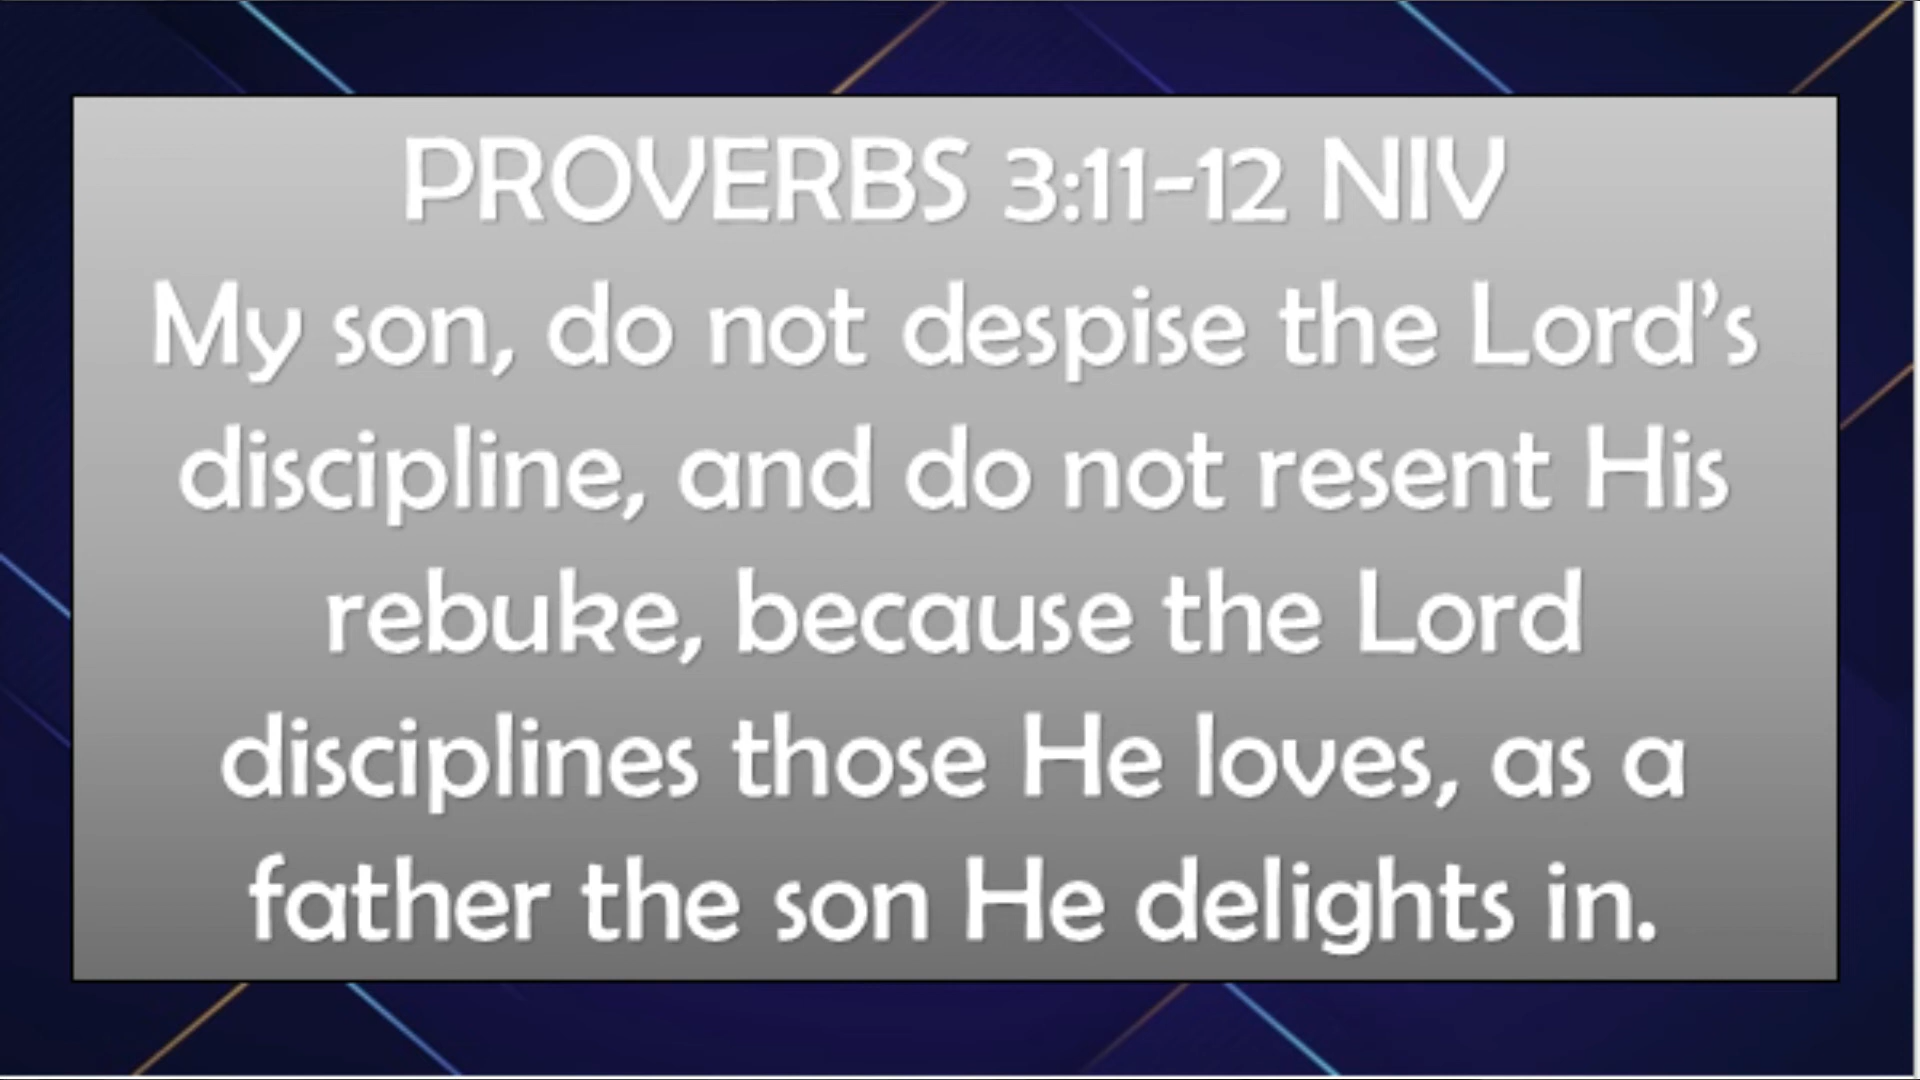 PROVERBS 3:11-12 NIV
My son, do not despise the Lord’s
discipline, and do not resent His
rebuke, because the Lord
disciplines those He loves, as a
father the son He delights in.